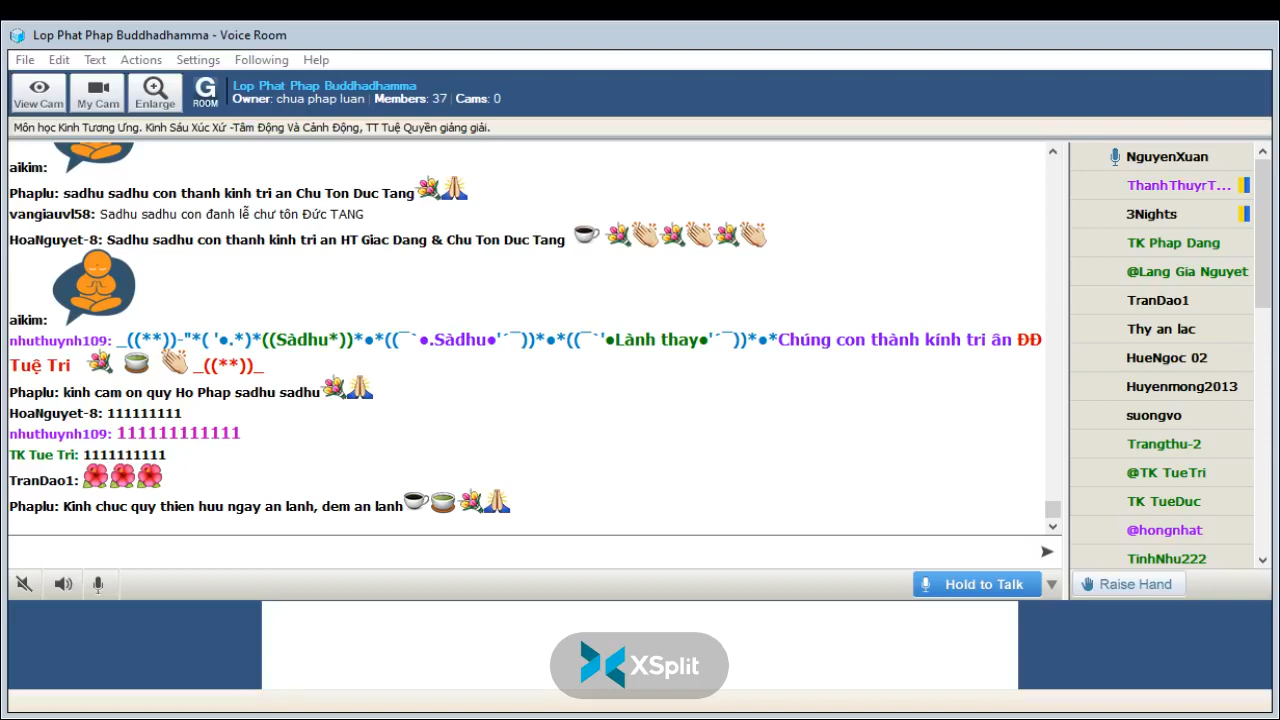 Lop Phat Phap Buddhadhamma - Voice Room
File Edit Text Actions Settings Following Help
View Cam My Cam Enlarge G ROOM
Lop Phat Phap Buddhadhamma
Owner: chua phap luan | Members: 37 | Cams: 0
Môn học Kinh Tương Ưng. Kinh Sáu Xúc Xứ -Tâm Động Và Cảnh Động, TT Tuệ Quyền giảng giải.
aikim:
Phaplu: sadhu sadhu con thanh kinh tri an Chu Ton Duc Tang
vangiauvl58: Sadhu sadhu con đanh lễ chư tôn Đức TANG
HoaNguyet-8: Sadhu sadhu con thanh kinh tri an HT Giac Dang & Chu Ton Duc Tang
aikim:
nhuthuynh109: _((**))-"*( '●.*)*((Sàdhu*))*●*((¯`●.Sàdhu●'´¯))*●*((¯`'●Lành thay●'´¯))*●*Chúng con thành kính tri ân ĐĐ
Tuệ Tri _((**))_
Phaplu: kinh cam on quy Ho Phap sadhu sadhu
HoaNguyet-8: 111111111
nhuthuynh109: 111111111111
TK Tue Tri: 1111111111
TranDao1:
Phaplu: Kinh chuc quy thien huu ngay an lanh, dem an lanh
Hold to Talk
NguyenXuan
ThanhThuyrT...
3Nights
TK Phap Dang
@Lang Gia Nguyet
TranDao1
Thy an lac
HueNgoc 02
Huyenmong2013
suongvo
Trangthu-2
@TK TueTri
TK TueDuc
@hongnhat
TinhNhu222
Raise Hand
XSplit